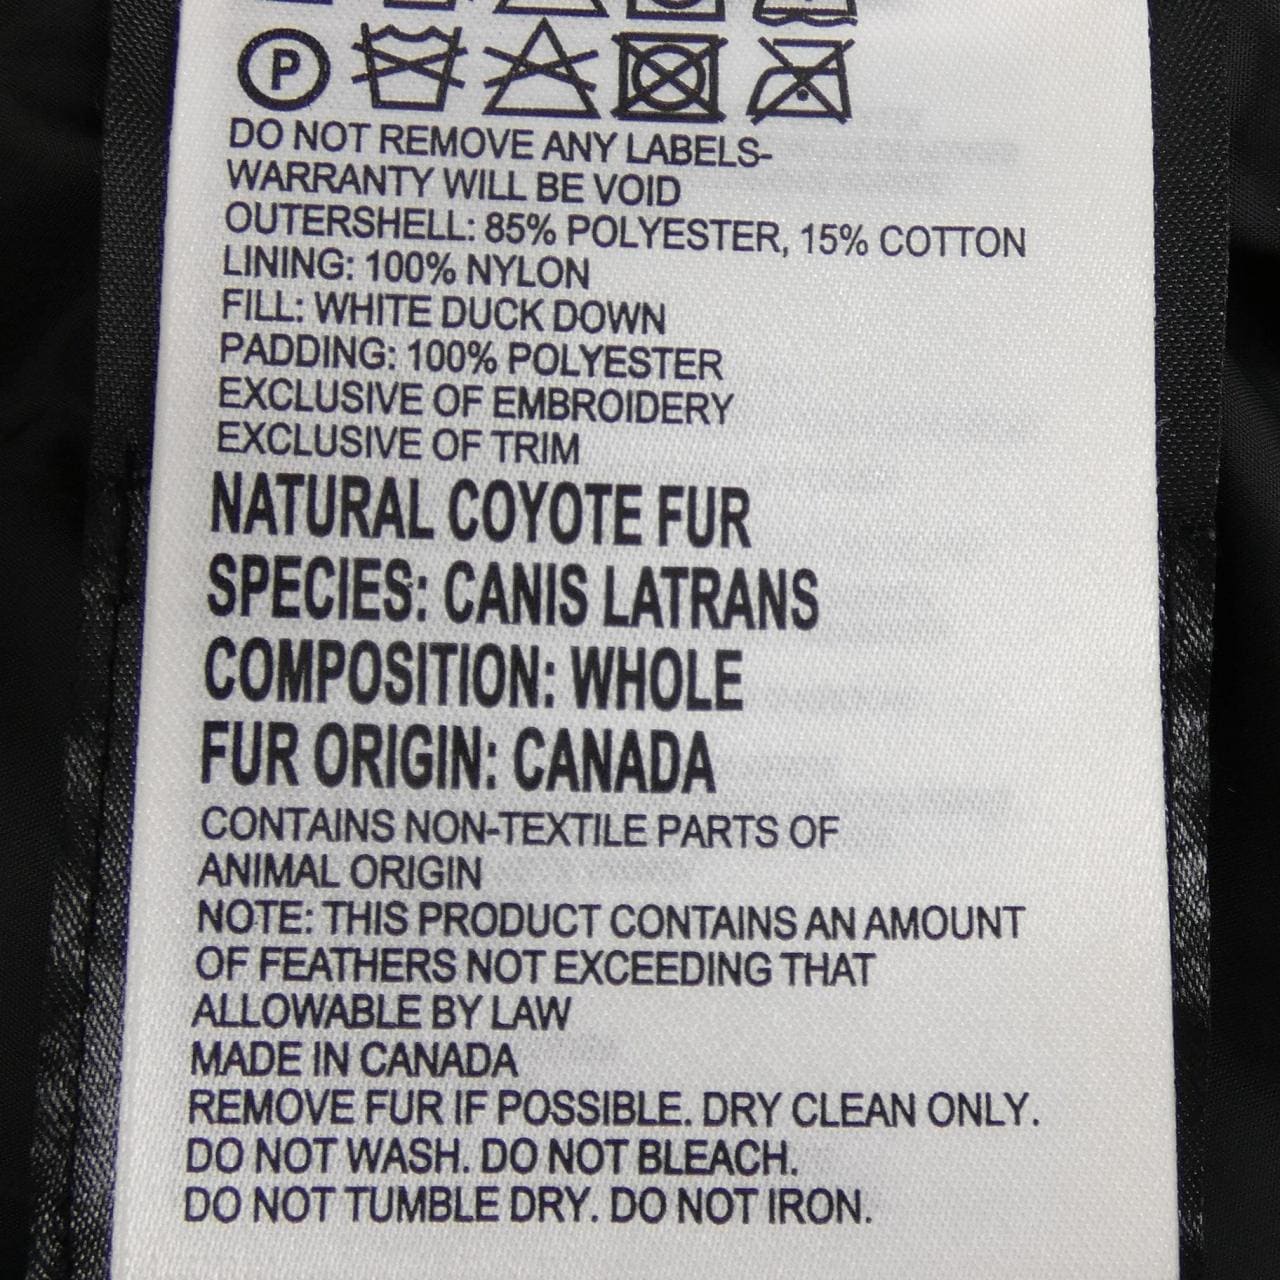 P
DO NOT REMOVE ANY LABELS-
WARRANTY WILL BE VOID
OUTERSHELL: 85% POLYESTER, 15% COTTON
LINING: 100% NYLON
FILL: WHITE DUCK DOWN
PADDING: 100% POLYESTER
EXCLUSIVE OF EMBROIDERY
EXCLUSIVE OF TRIM
NATURAL COYOTE FUR
SPECIES: CANIS LATRANS
COMPOSITION: WHOLE
FUR ORIGIN: CANADA
CONTAINS NON-TEXTILE PARTS OF
ANIMAL ORIGIN
NOTE: THIS PRODUCT CONTAINS AN AMOUNT
OF FEATHERS NOT EXCEEDING THAT
ALLOWABLE BY LAW
MADE IN CANADA
REMOVE FUR IF POSSIBLE. DRY CLEAN ONLY.
DO NOT WASH. DO NOT BLEACH.
DO NOT TUMBLE DRY. DO NOT IRON.